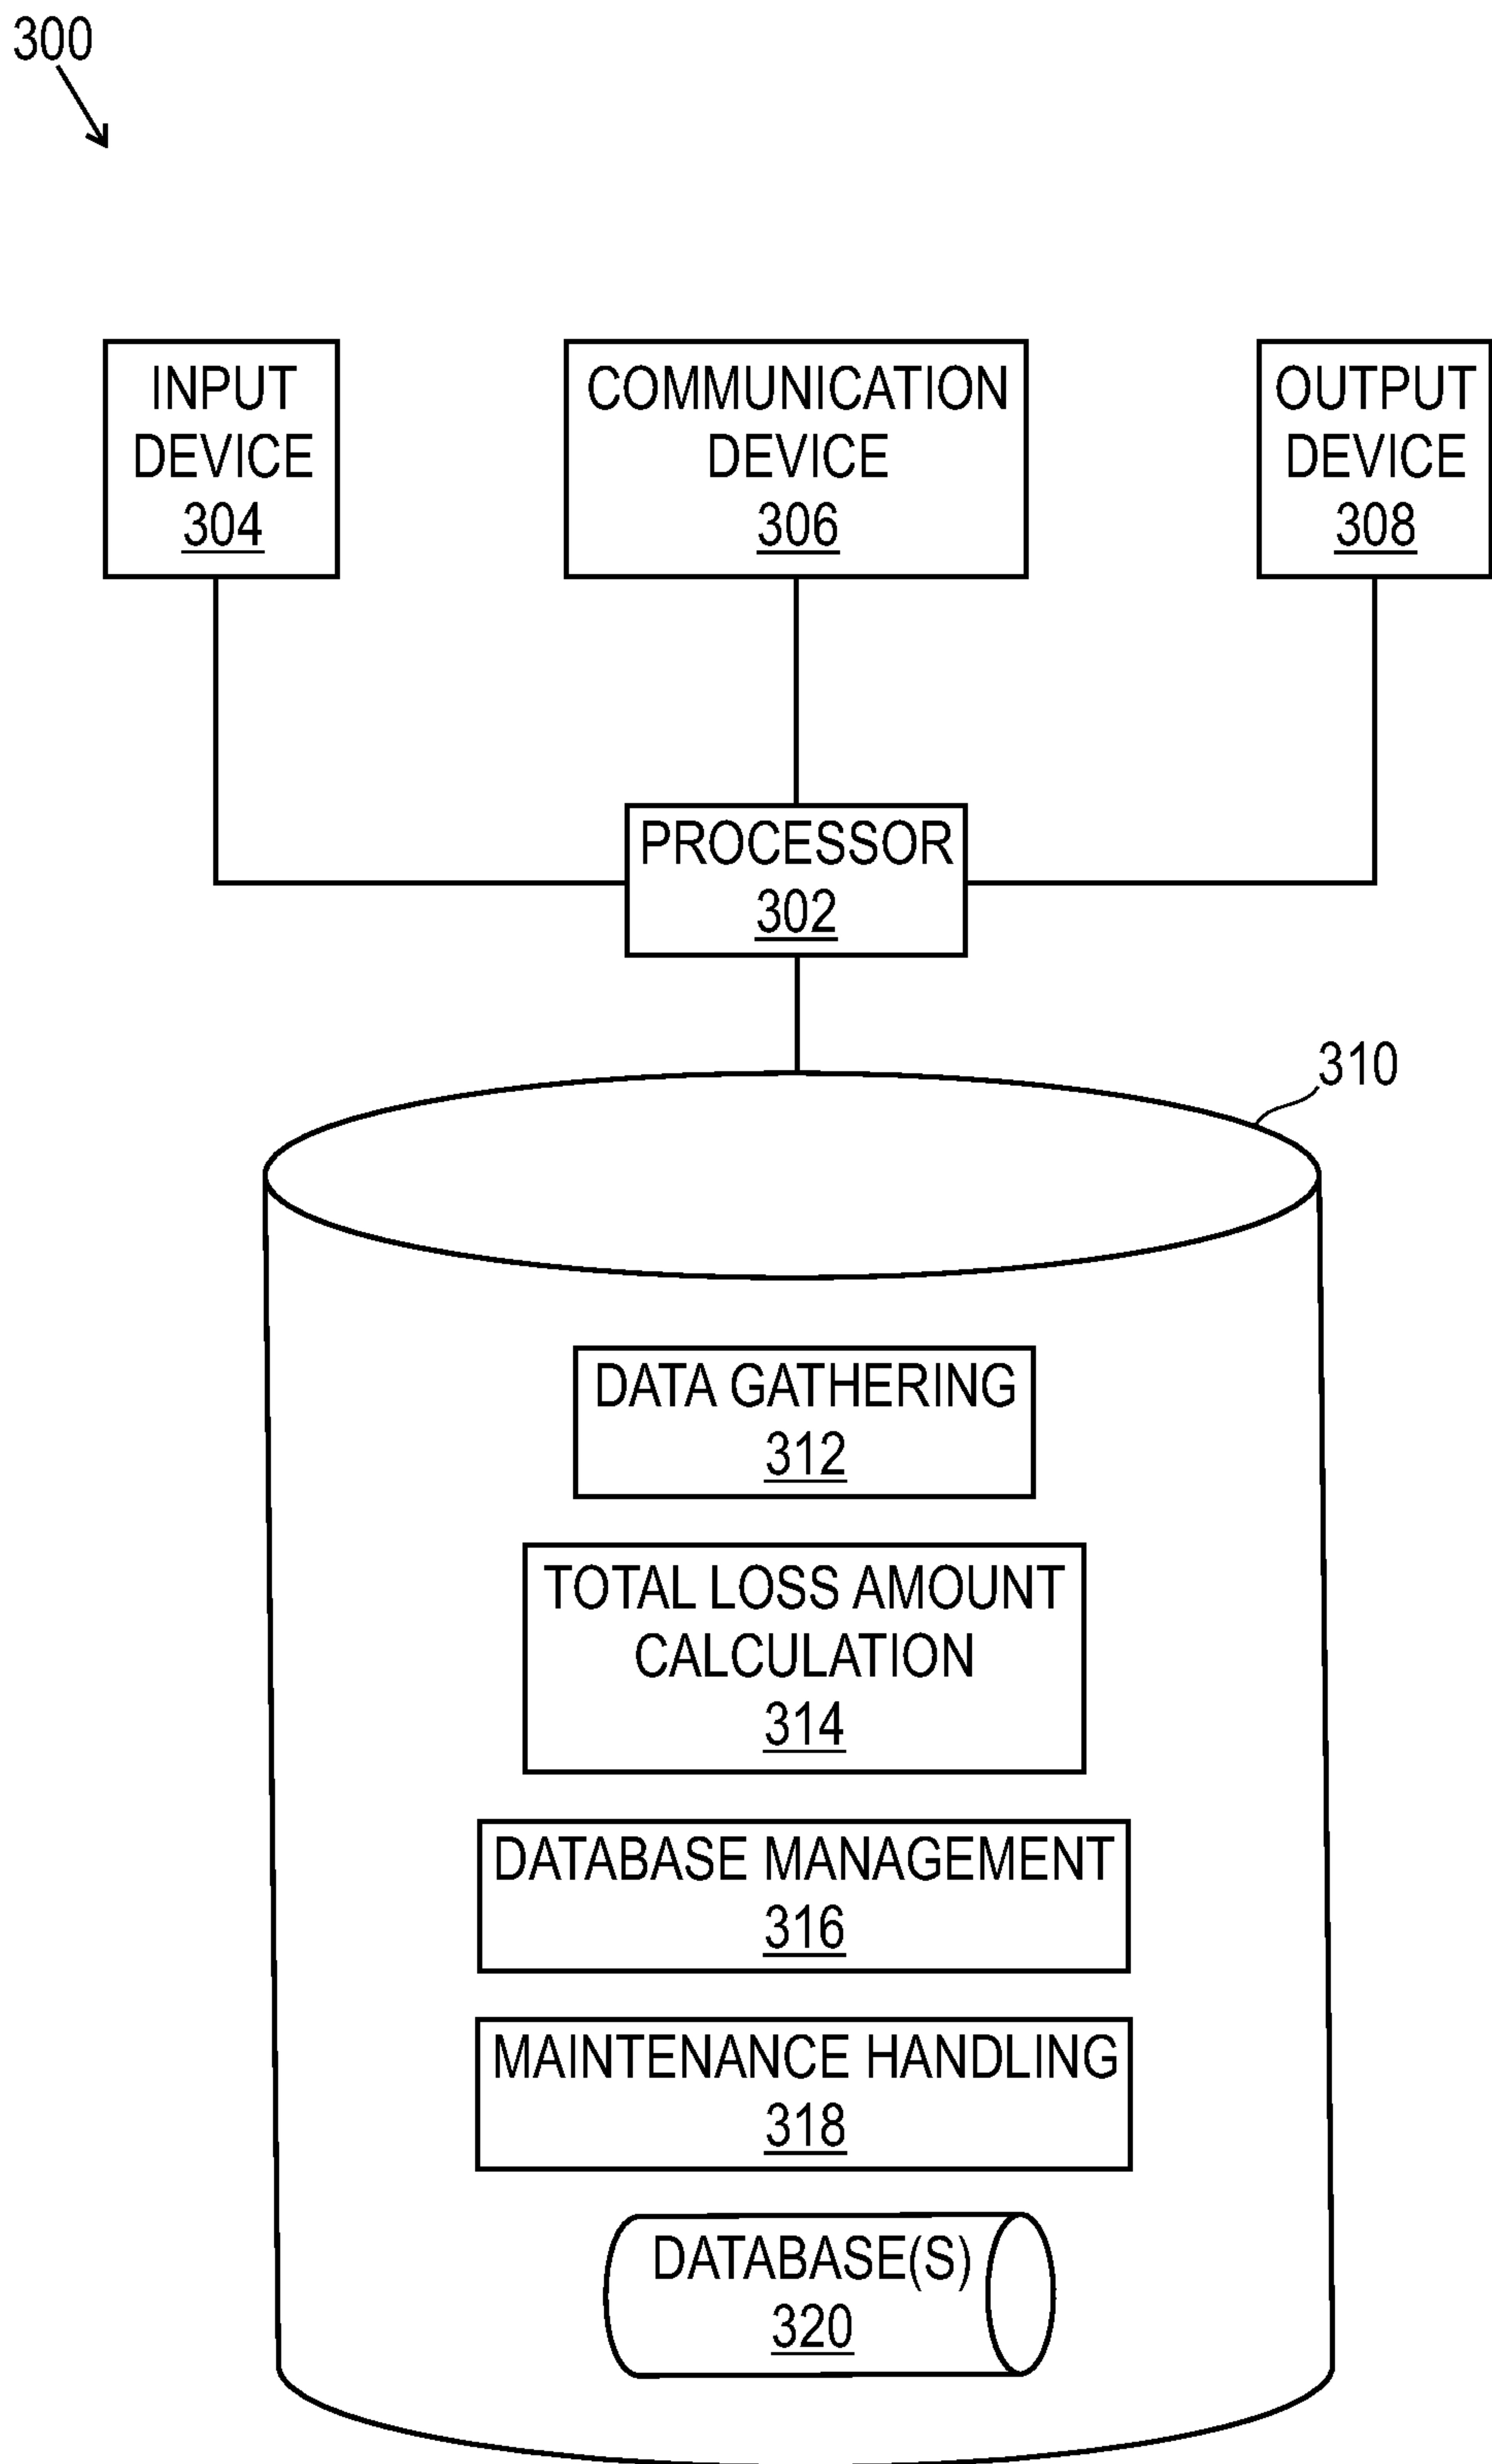 300
INPUT
DEVICE
304
COMMUNICATION
DEVICE
306
OUTPUT
DEVICE
308
PROCESSOR
302
310
DATA GATHERING
312
TOTAL LOSS AMOUNT
CALCULATION
314
DATABASE MANAGEMENT
316
MAINTENANCE HANDLING
318
DATABASE(S)
320